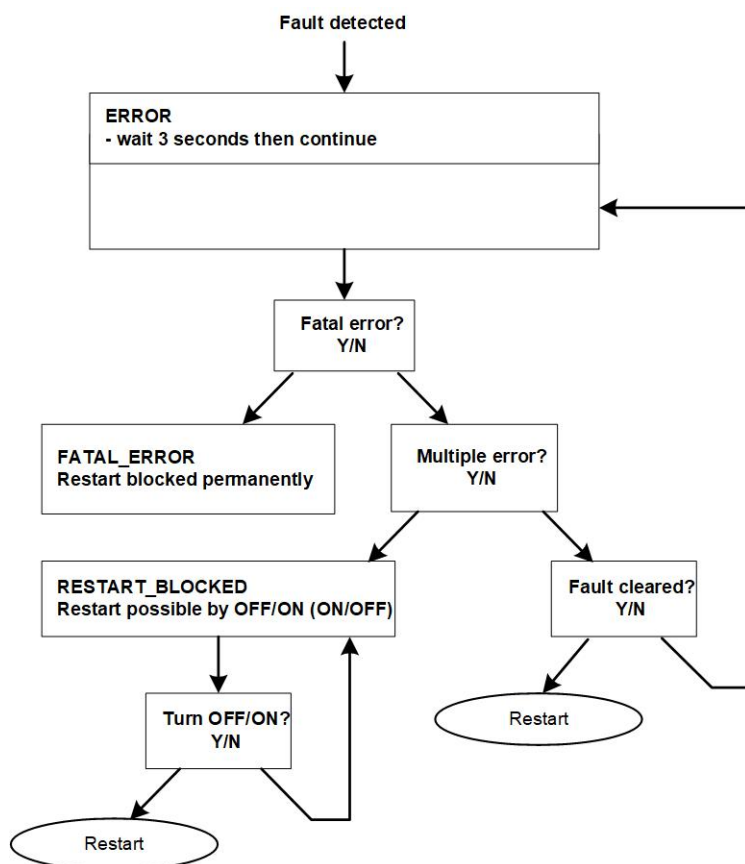 Fault detected
ERROR
- wait 3 seconds then continue
Fatal error?
Y/N
FATAL_ERROR
Restart blocked permanently
Multiple error?
Y/N
RESTART_BLOCKED
Restart possible by OFF/ON (ON/OFF)
Fault cleared?
Y/N
Turn OFF/ON?
Y/N
Restart
Restart